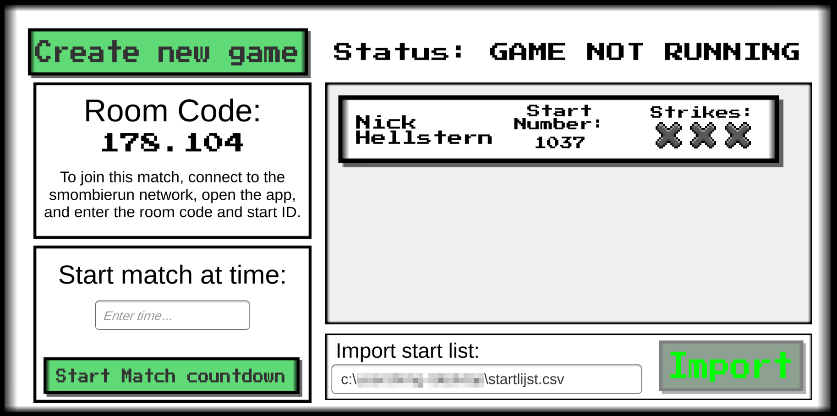 Create new game
Status: GAME NOT RUNNING
Room Code:
178.104
To join this match, connect to the
smombierun network, open the app,
and enter the room code and start ID.
Start match at time:
Enter time...
Start Match countdown
Nick
Hellstern
Start
Number:
1037
Strikes:
Import start list:
c:\ \startlijst.csv
Import